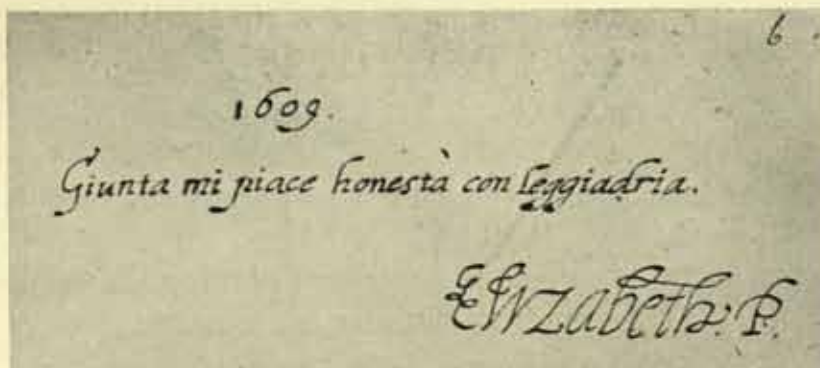 6.
1609.
Giunta mi piace honestà con leggiadria.
Elizabeth. P.